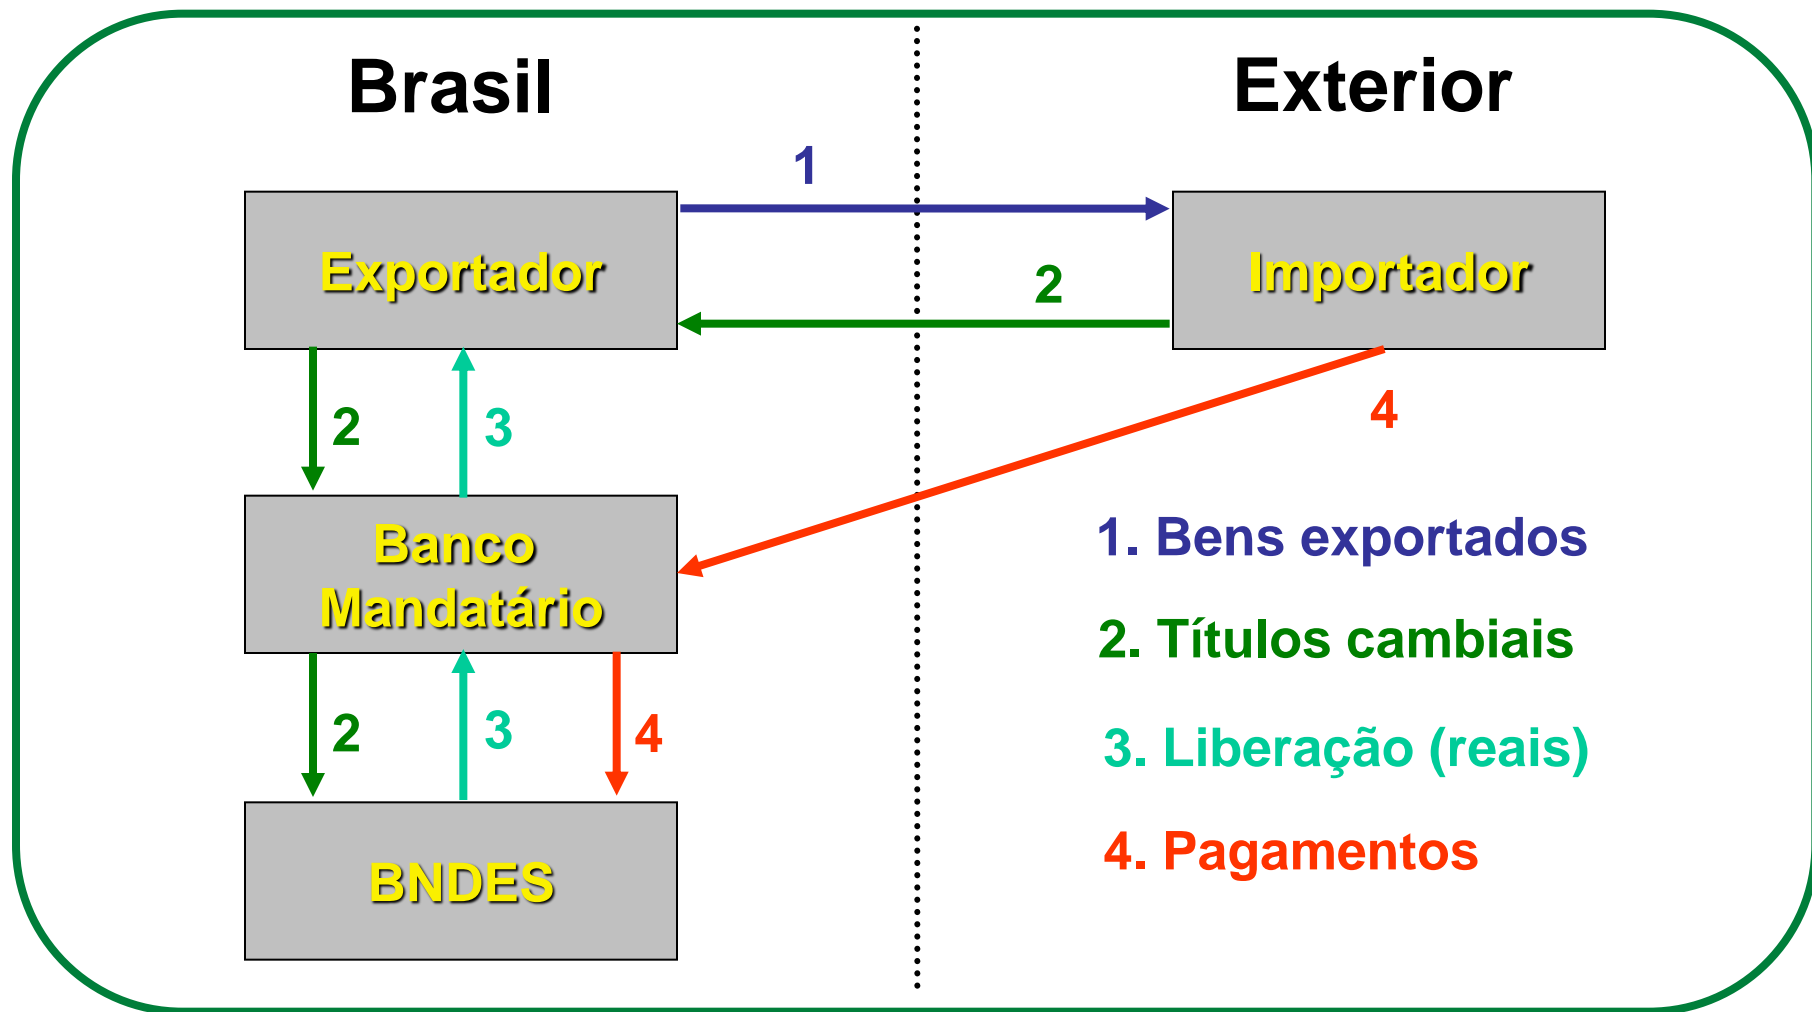 Brasil
Exterior
1
Exportador
Importador
2
2
3
4
Banco
Mandatário
1. Bens exportados
2. Títulos cambiais
2
3
4
3. Liberação (reais)
4. Pagamentos
BNDES